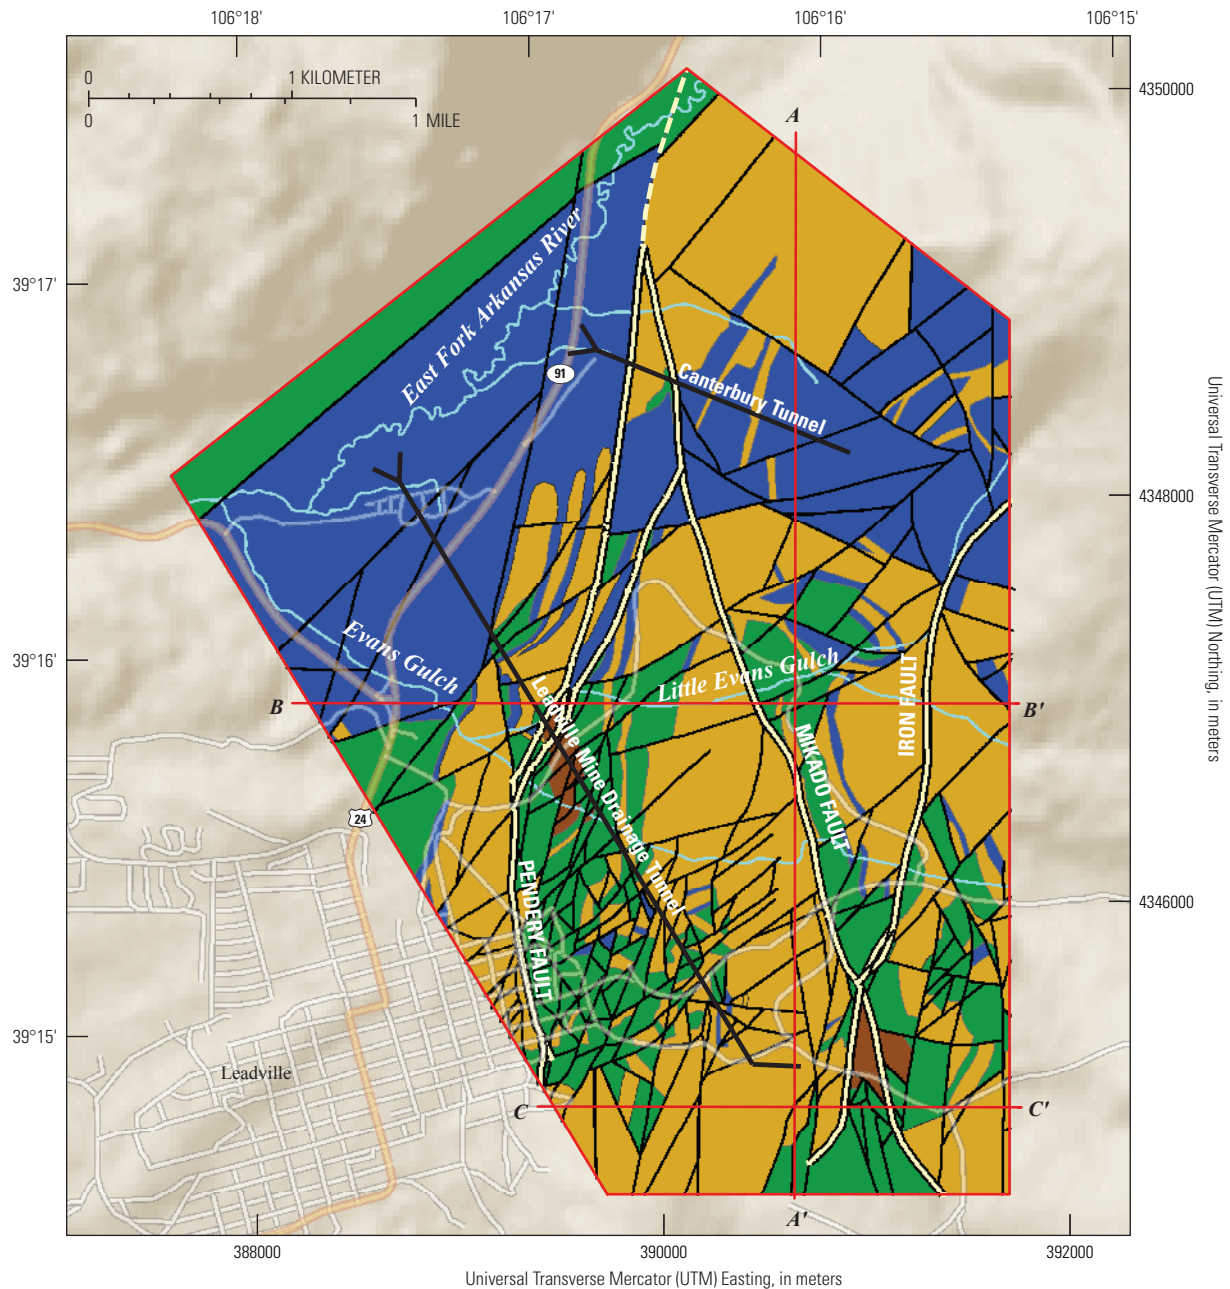 106°18'
106°17'
106°16'
106°15'
0
1 KILOMETER
0
1 MILE
4350000
A
39°17'
East Fork Arkansas River
91
Canterbury Tunnel
4348000
Universal Transverse Mercator (UTM) Northing, in meters
Evans Gulch
39°16'
Little Evans Gulch
IRON FAULT
B
B'
Leadville Mine Drainage Tunnel
MIKADO FAULT
24
PENDERY FAULT
4346000
39°15'
Leadville
C
C'
A'
388000
390000
392000
Universal Transverse Mercator (UTM) Easting, in meters